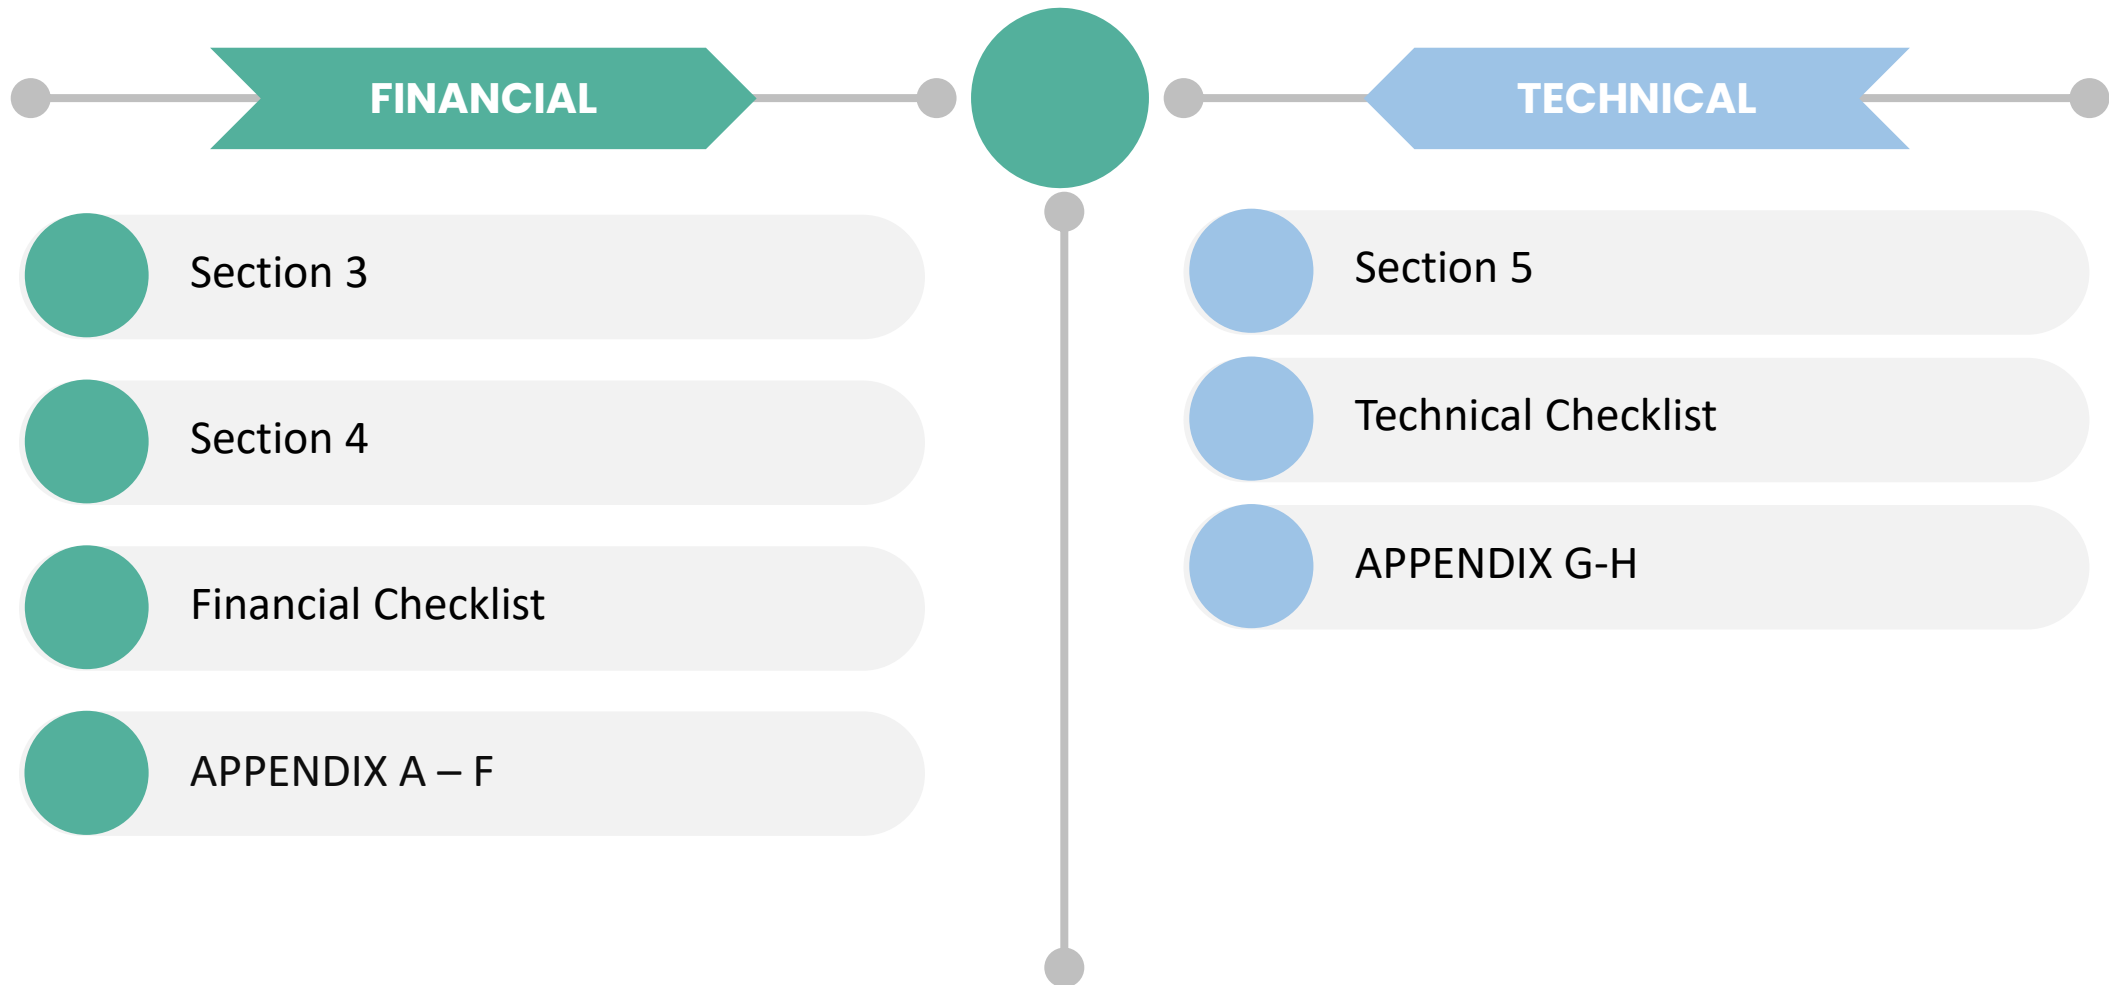 FINANCIAL
Section 3
Section 4
Financial Checklist
APPENDIX A – F
TECHNICAL
Section 5
Technical Checklist
APPENDIX G-H